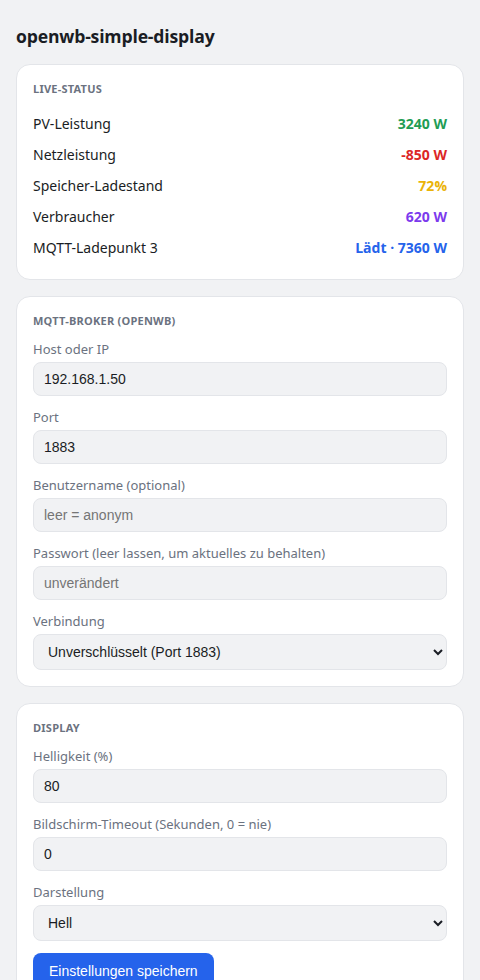 openwb-simple-display
LIVE-STATUS
PV-Leistung 3240 W
Netzleistung -850 W
Speicher-Ladestand 72%
Verbraucher 620 W
MQTT-Ladepunkt 3 Lädt · 7360 W
MQTT-BROKER (OPENWB)
Host oder IP
192.168.1.50
Port
1883
Benutzername (optional)
leer = anonym
Passwort (leer lassen, um aktuelles zu behalten)
unverändert
Verbindung
Unverschlüsselt (Port 1883)
DISPLAY
Helligkeit (%)
80
Bildschirm-Timeout (Sekunden, 0 = nie)
0
Darstellung
Hell
Einstellungen speichern